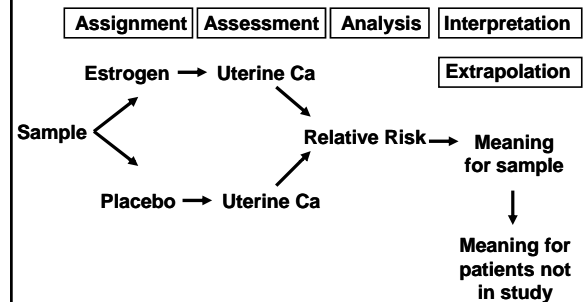 Assignment Assessment Analysis Interpretation
Extrapolation
Estrogen Uterine Ca
Sample
Relative Risk
Meaning
for sample
Placebo Uterine Ca
Meaning for
patients not
in study